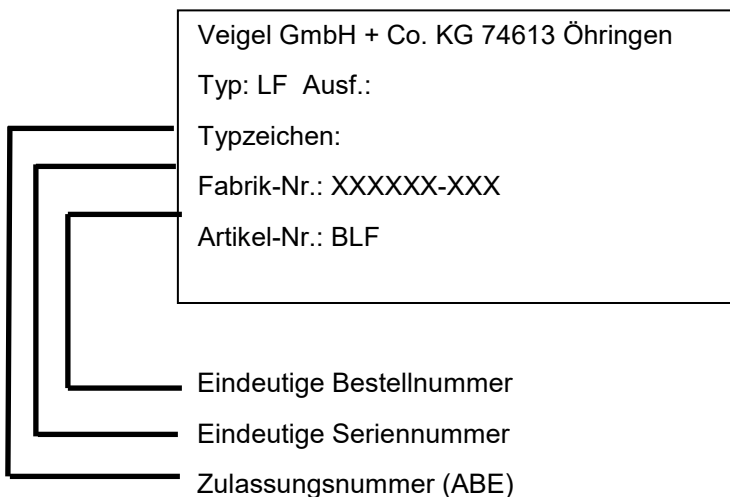 Veigel GmbH + Co. KG 74613 Öhringen
Typ: LF Ausf.:
Typzeichen:
Fabrik-Nr.: XXXXXX-XXX
Artikel-Nr.: BLF
Eindeutige Bestellnummer
Eindeutige Seriennummer
Zulassungsnummer (ABE)